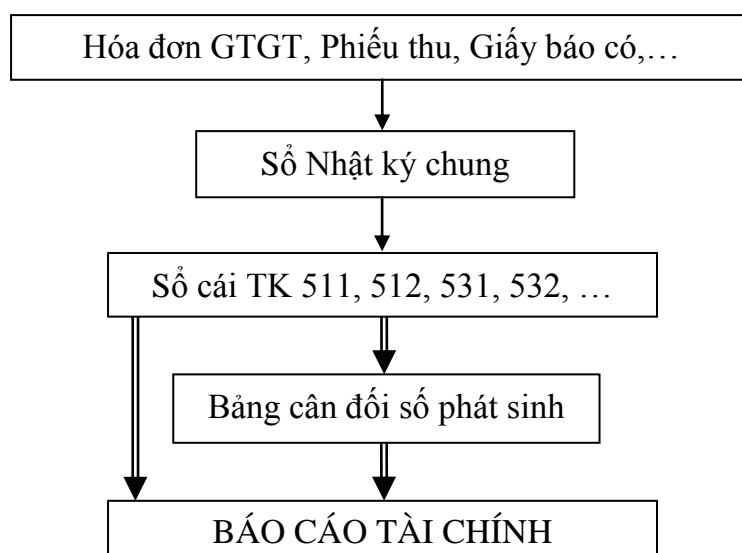 Hóa đơn GTGT, Phiếu thu, Giấy báo có,…
Sổ Nhật ký chung
Sổ cái TK 511, 512, 531, 532, …
Bảng cân đối số phát sinh
BÁO CÁO TÀI CHÍNH